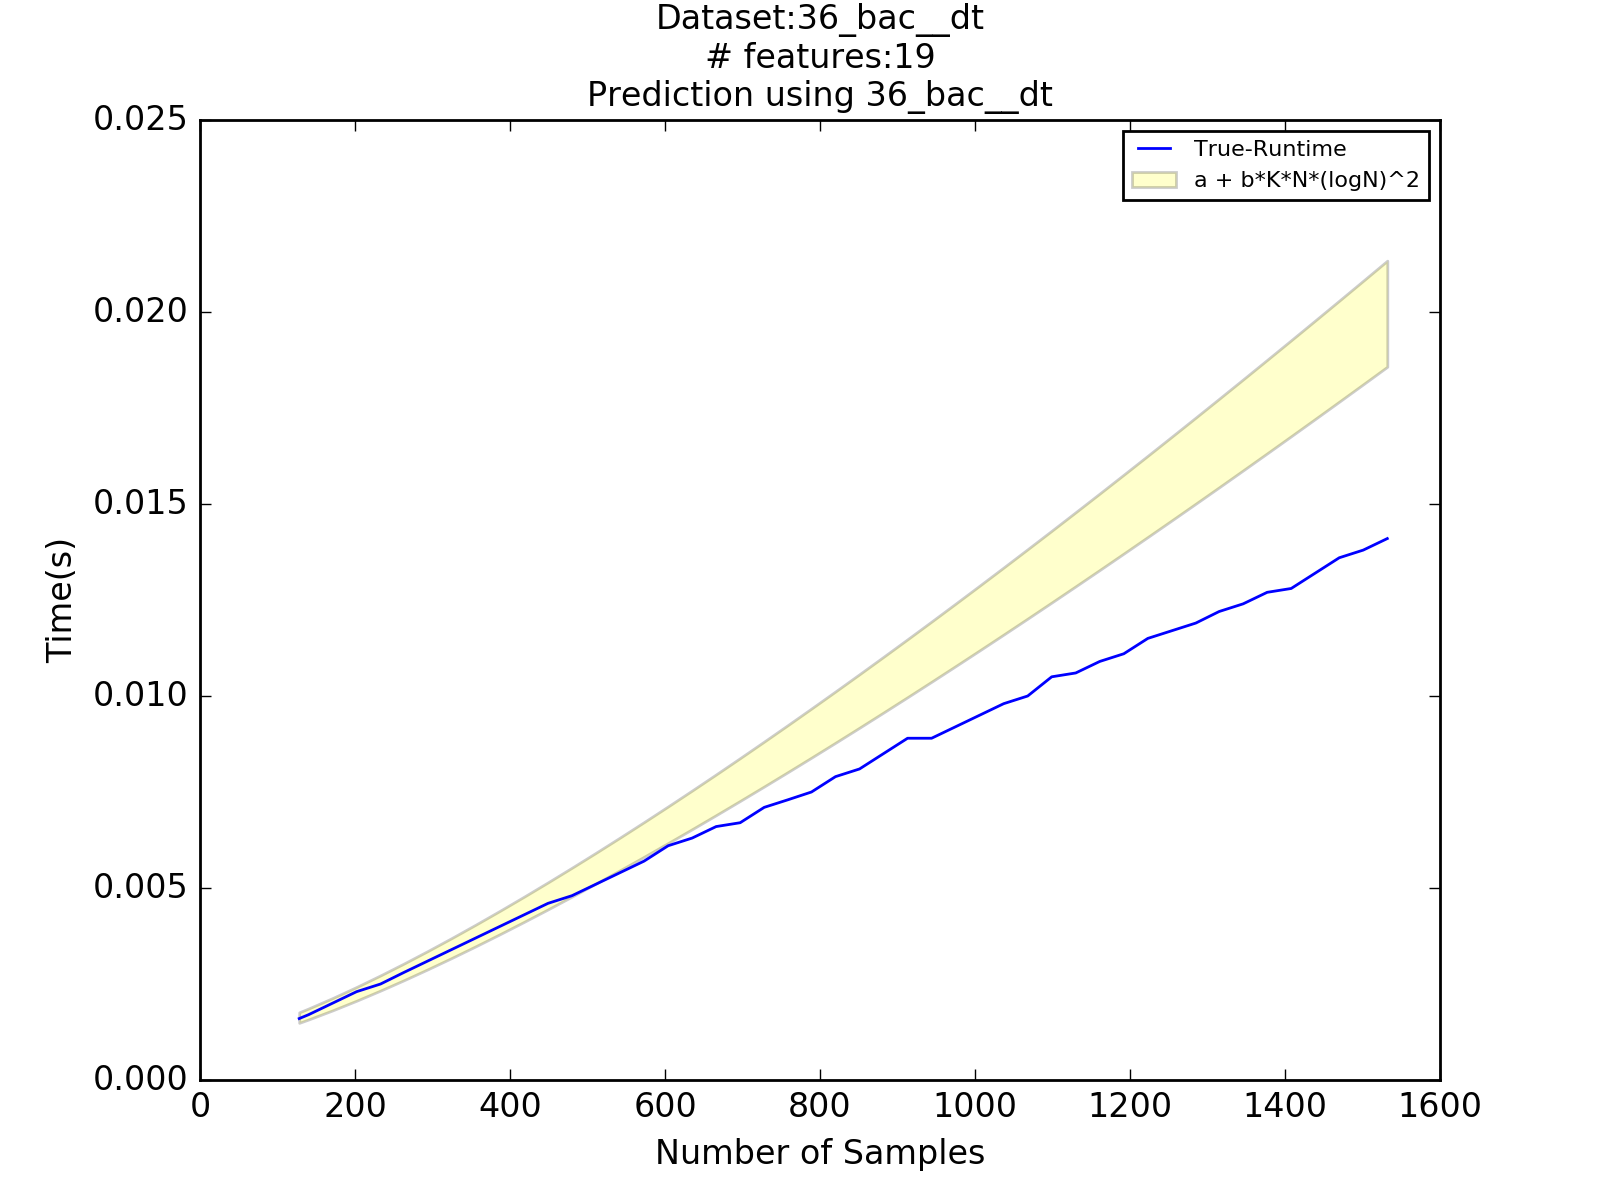 Dataset:36_bac__dt
# features:19
Prediction using 36_bac__dt
0.025
0.020
0.015
0.010
0.005
0.000
Time(s)
True-Runtime
a + b*K*N*(logN)^2
0 200 400 600 800 1000 1200 1400 1600
Number of Samples